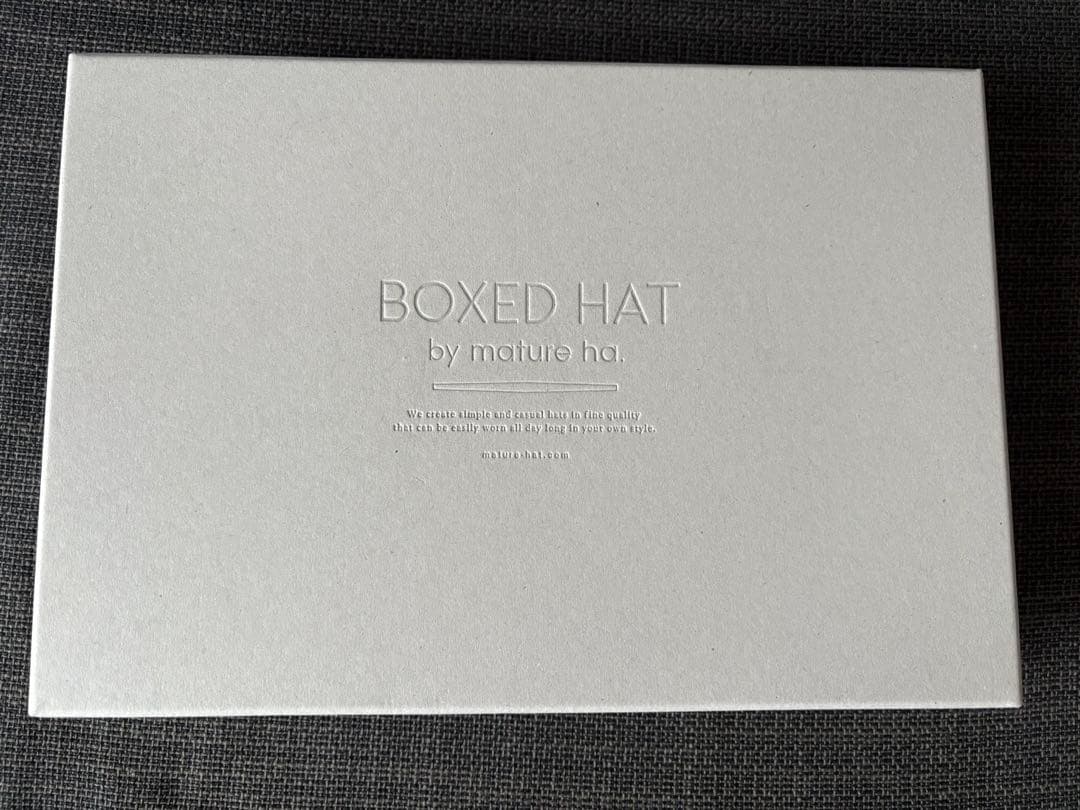 BOXED HAT
by mature ha.
We create simple and casual hats in fine quality
that can be easily worn all day long in your own style.
mature-hat.com